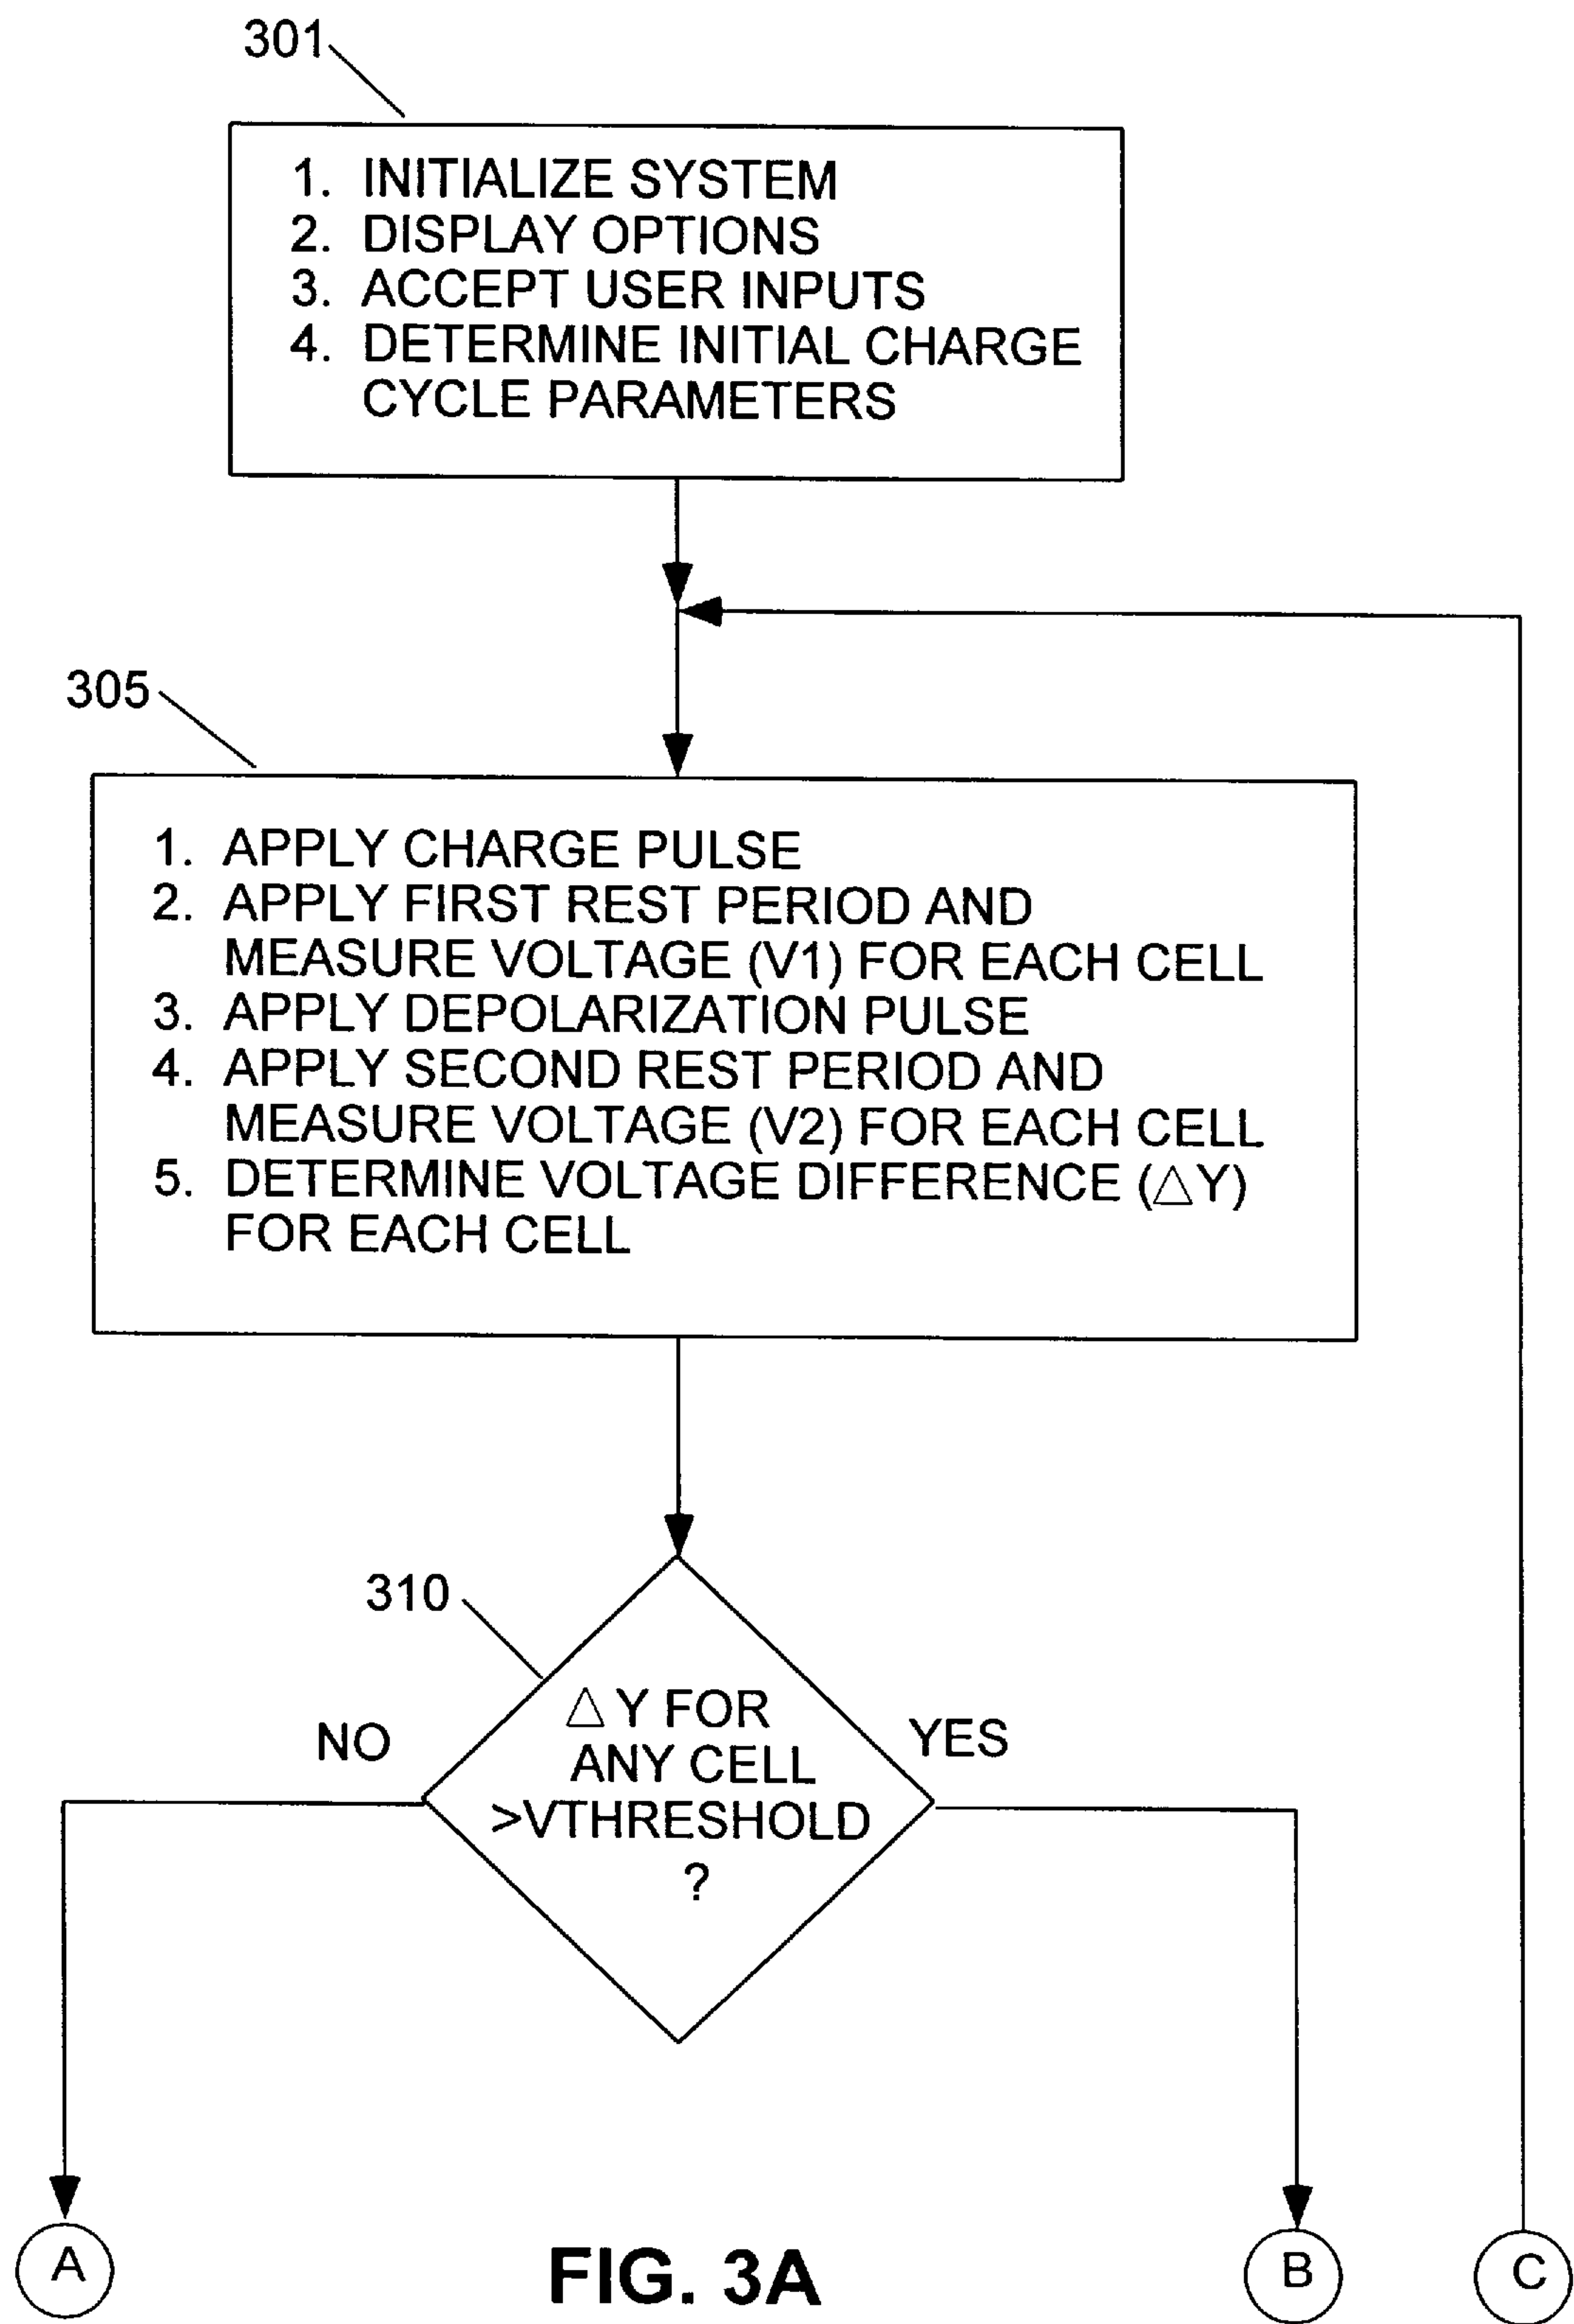 301
1. INITIALIZE SYSTEM
2. DISPLAY OPTIONS
3. ACCEPT USER INPUTS
4. DETERMINE INITIAL CHARGE
CYCLE PARAMETERS
305
1. APPLY CHARGE PULSE
2. APPLY FIRST REST PERIOD AND
MEASURE VOLTAGE (V1) FOR EACH CELL
3. APPLY DEPOLARIZATION PULSE
4. APPLY SECOND REST PERIOD AND
MEASURE VOLTAGE (V2) FOR EACH CELL
5. DETERMINE VOLTAGE DIFFERENCE (△Y)
FOR EACH CELL
310
△Y FOR
ANY CELL
>VTHRESHOLD
?
NO
YES
A
B
C
FIG. 3A